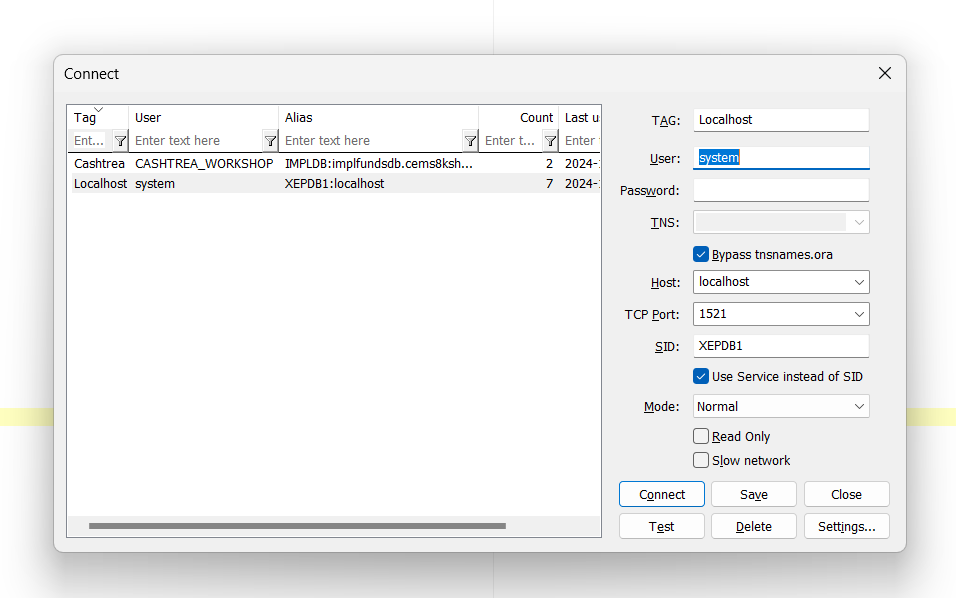 Connect
Tag User Alias Count Last u
Ent... Enter text here Enter text here Enter t... Enter
Cashtrea CASHTREA_WORKSHOP IMPLDB:implfundsdb.cems8ksh... 2 2024-
Localhost system XEPDB1:localhost 7 2024-
TAG: Localhost
User: system
Password:
TNS:
Bypass tnsnames.ora
Host: localhost
TCP Port: 1521
SID: XEPDB1
Use Service instead of SID
Mode: Normal
Read Only
Slow network
Connect Save Close
Test Delete Settings...